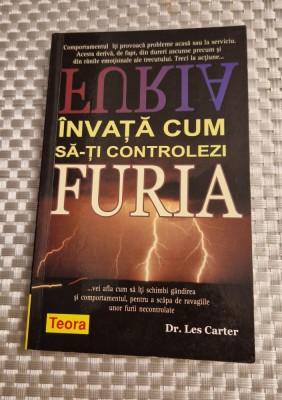 Comportamentul îți provoacă probleme acasă sau la serviciu.
Acesta derivă, de fapt, din dureri ascunse precum și
din rănile emoționale ale trecutului. Treci la acțiune...
FURIA
ÎNVAȚĂ CUM
SĂ-ȚI CONTROLEZI
FURIA
...vei afla cum să îți schimbi gândirea
și comportamentul, pentru a scăpa de ravagiile
unor furii necontrolate
Teora
Dr. Les Carter